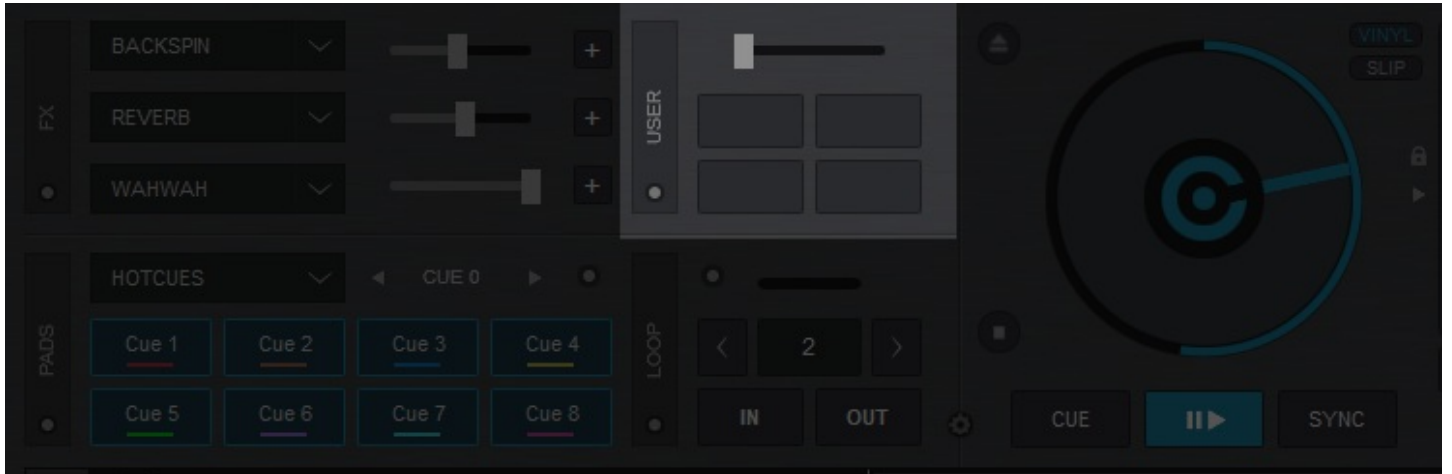 FX
BACKSPIN
+
REVERB
+
WAHWAH
+
USER
VINYL
SLIP
PADS
HOTCUES
CUE 0
Cue 1
Cue 2
Cue 3
Cue 4
Cue 5
Cue 6
Cue 7
Cue 8
LOOP
2
IN
OUT
CUE
SYNC